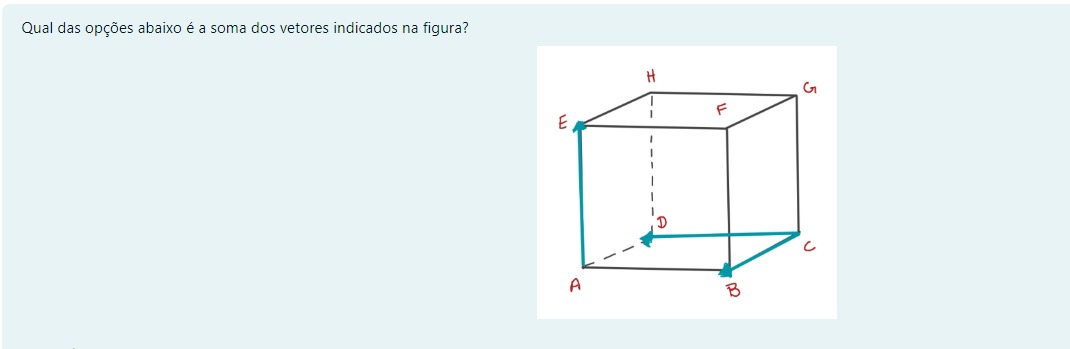 Qual das opções abaixo é a soma dos vetores indicados na figura?
H
G
F
E
D
C
A
B